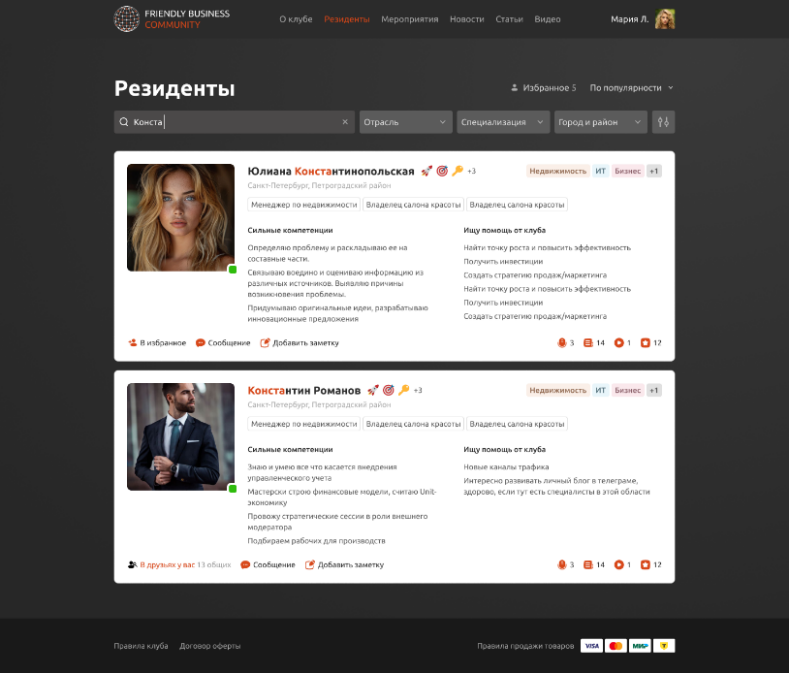 FRIENDLY BUSINESS
COMMUNITY
О клубе Резиденты Мероприятия Новости Статьи Видео
Мария Л.
Резиденты
Избранное 5 По популярности
Конста
Отрасль
Специализация
Город и район
Юлиана Константинопольская +3
Недвижимость ИТ Бизнес +1
Санкт-Петербург, Петроградский район
Менеджер по недвижимости Владелец салона красоты Владелец салона красоты
Сильные компетенции
Определяю проблему и раскладываю ее на
составные части.
Связываю воедино и оцениваю информацию из
различных источников. Выявляю причины
возникновения проблемы.
Придумываю оригинальные идеи, разрабатываю
инновационные предложения
Ищу помощь от клуба
Найти точку роста и повысить эффективность
Получить инвестиции
Создать стратегию продаж/маркетинга
Найти точку роста и повысить эффективность
Получить инвестиции
Создать стратегию продаж/маркетинга
В избранное Сообщение Добавить заметку
3 14 1 12
Константин Романов +3
Недвижимость ИТ Бизнес +1
Санкт-Петербург, Петроградский район
Менеджер по недвижимости Владелец салона красоты Владелец салона красоты
Сильные компетенции
Знаю и умею все что касается внедрения
управленческого учета
Мастерски строю финансовые модели, считаю Unit-
экономику
Провожу стратегические сессии в роли внешнего
модератора
Подбираем рабочих для производств
Ищу помощь от клуба
Новые каналы трафика
Интересно развивать личный блог в телеграме,
здорово, если тут есть специалисты в этой области
В друзьях у вас 13 общих Сообщение Добавить заметку
3 14 1 12
Правила клуба Договор оферты
Правила продажи товаров VISA МИР